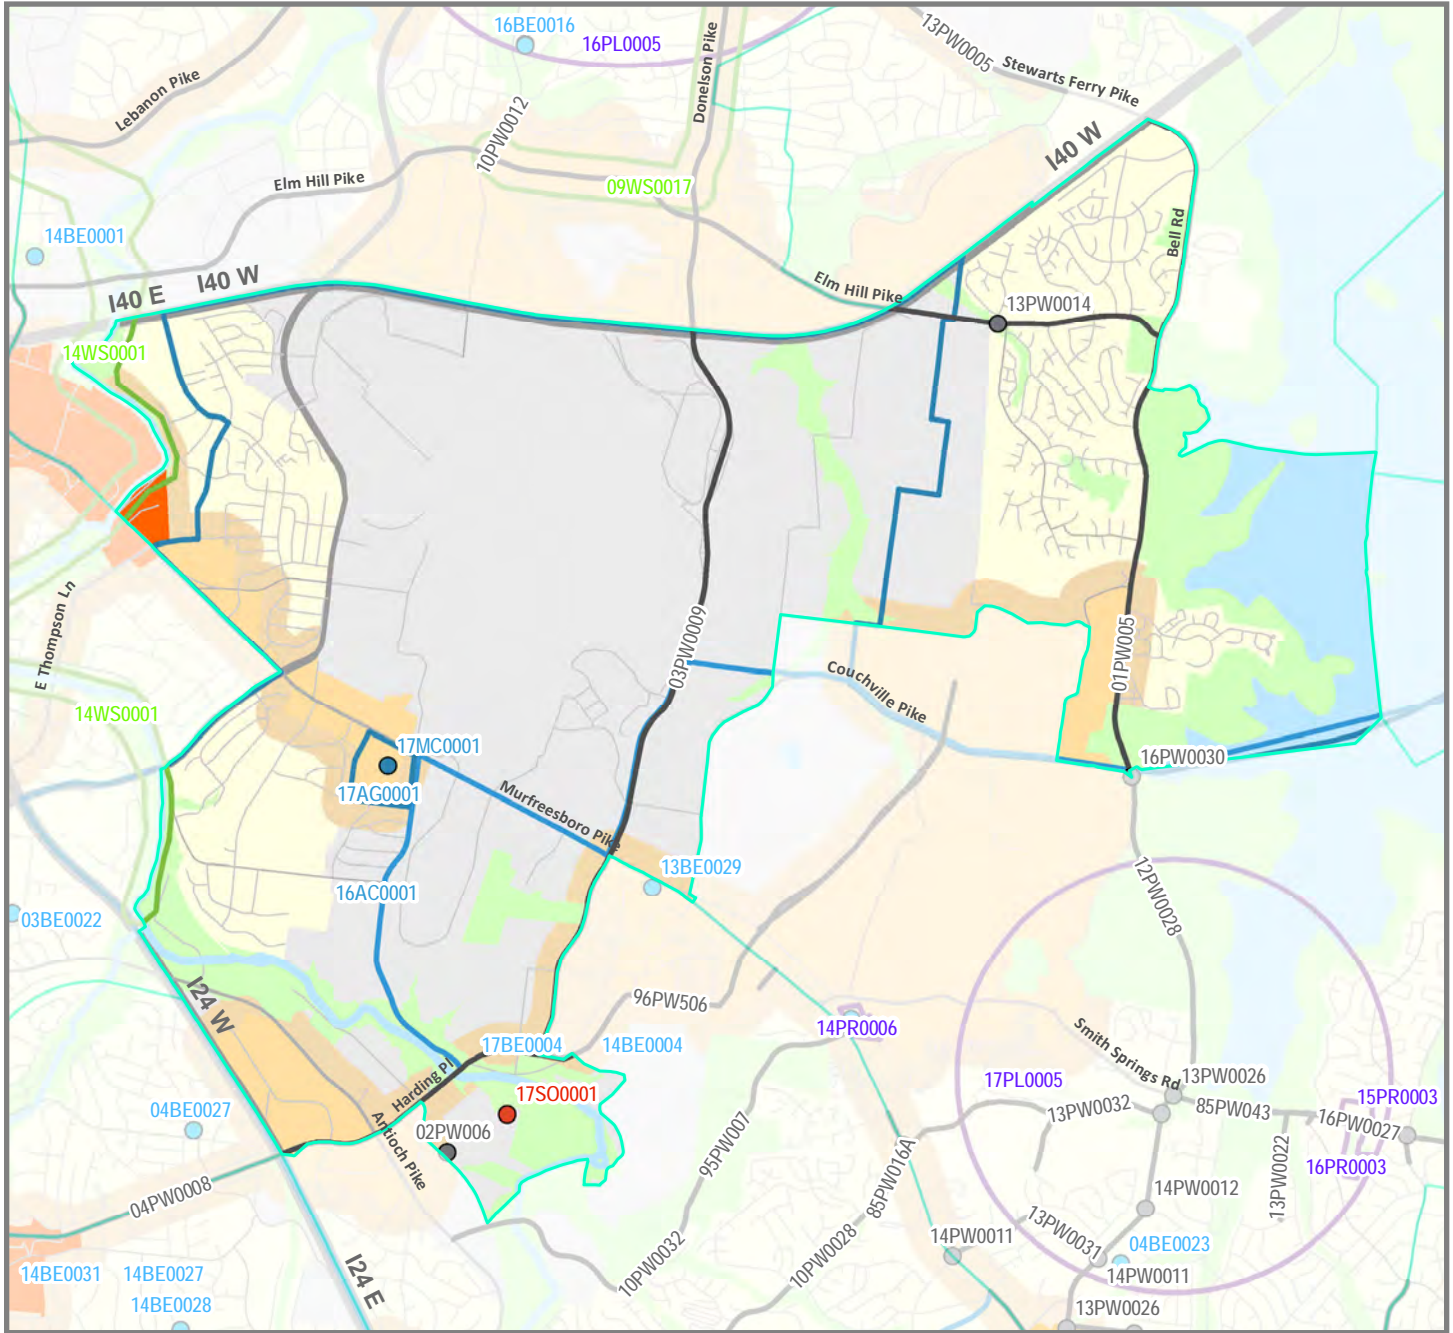 16BE0016
16PL0005
Donelson Pike
13PW0005
Stewarts Ferry Pike
Lebanon Pike
10PW0012
I40 W
Elm Hill Pike
09WS0017
14BE0001
Bell Rd
I40 E
I40 W
Elm Hill Pike
13PW0014
14WS0001
E Thompson Ln
03PW0009
01PW005
Couchville Pike
14WS0001
17MC0001
16PW0030
17AG0001
Murfreesboro Pike
13BE0029
16AC0001
12PW0028
03BE0022
I24 W
96PW506
14PR0006
17BE0004
14BE0004
Smith Springs Rd
Harding Pl
17PL0005
13PW0026
17SO0001
15PR0003
04BE0027
13PW0032
85PW043
16PW0027
Antioch Pike
02PW006
95PW007
85PW016A
13PW0022
16PR0003
04PW0008
14PW0012
13PW0031
14PW0011
04BE0023
14BE0031
14BE0027
I24 E
10PW0032
10PW0028
14PW0011
14BE0028
13PW0026